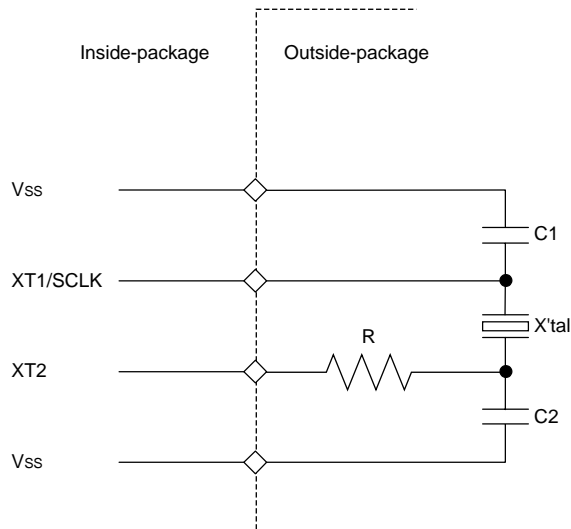 Inside-package Outside-package
Vss
C1
XT1/SCLK
X'tal
R
XT2
C2
Vss